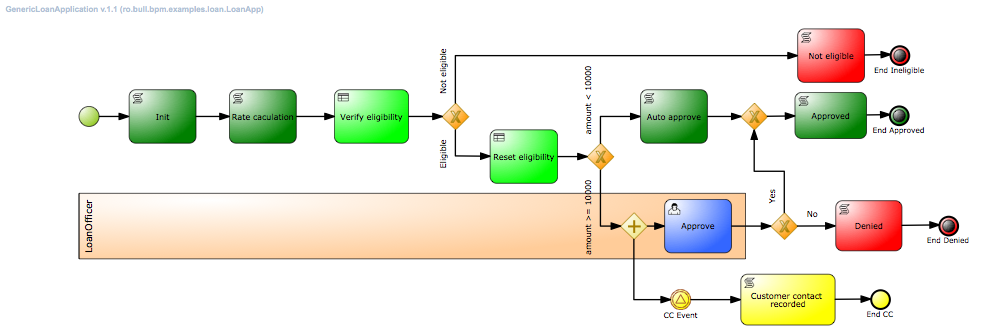 GenericLoanApplication v.1.1 (ro.bull.bpm.examples.loan.LoanApp)
Not eligible
Not eligible
End Ineligible
amount < 10000
Init
Rate caculation
Verify eligibility
Auto approve
Approved
End Approved
Eligible
Reset eligibility
amount >= 10000
Yes
LoanOfficer
Approve
No
Denied
End Denied
CC Event
Customer contact
recorded
End CC